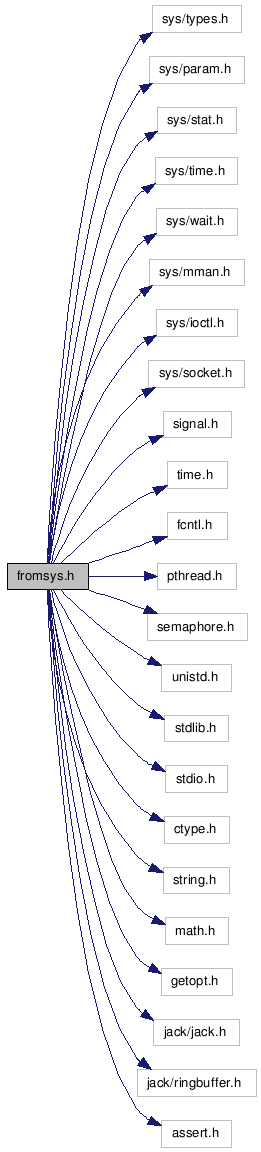 sys/types.h
sys/param.h
sys/stat.h
sys/time.h
sys/wait.h
sys/mman.h
sys/ioctl.h
sys/socket.h
signal.h
time.h
fcntl.h
fromsys.h
pthread.h
semaphore.h
unistd.h
stdlib.h
stdio.h
ctype.h
string.h
math.h
getopt.h
jack/jack.h
jack/ringbuffer.h
assert.h